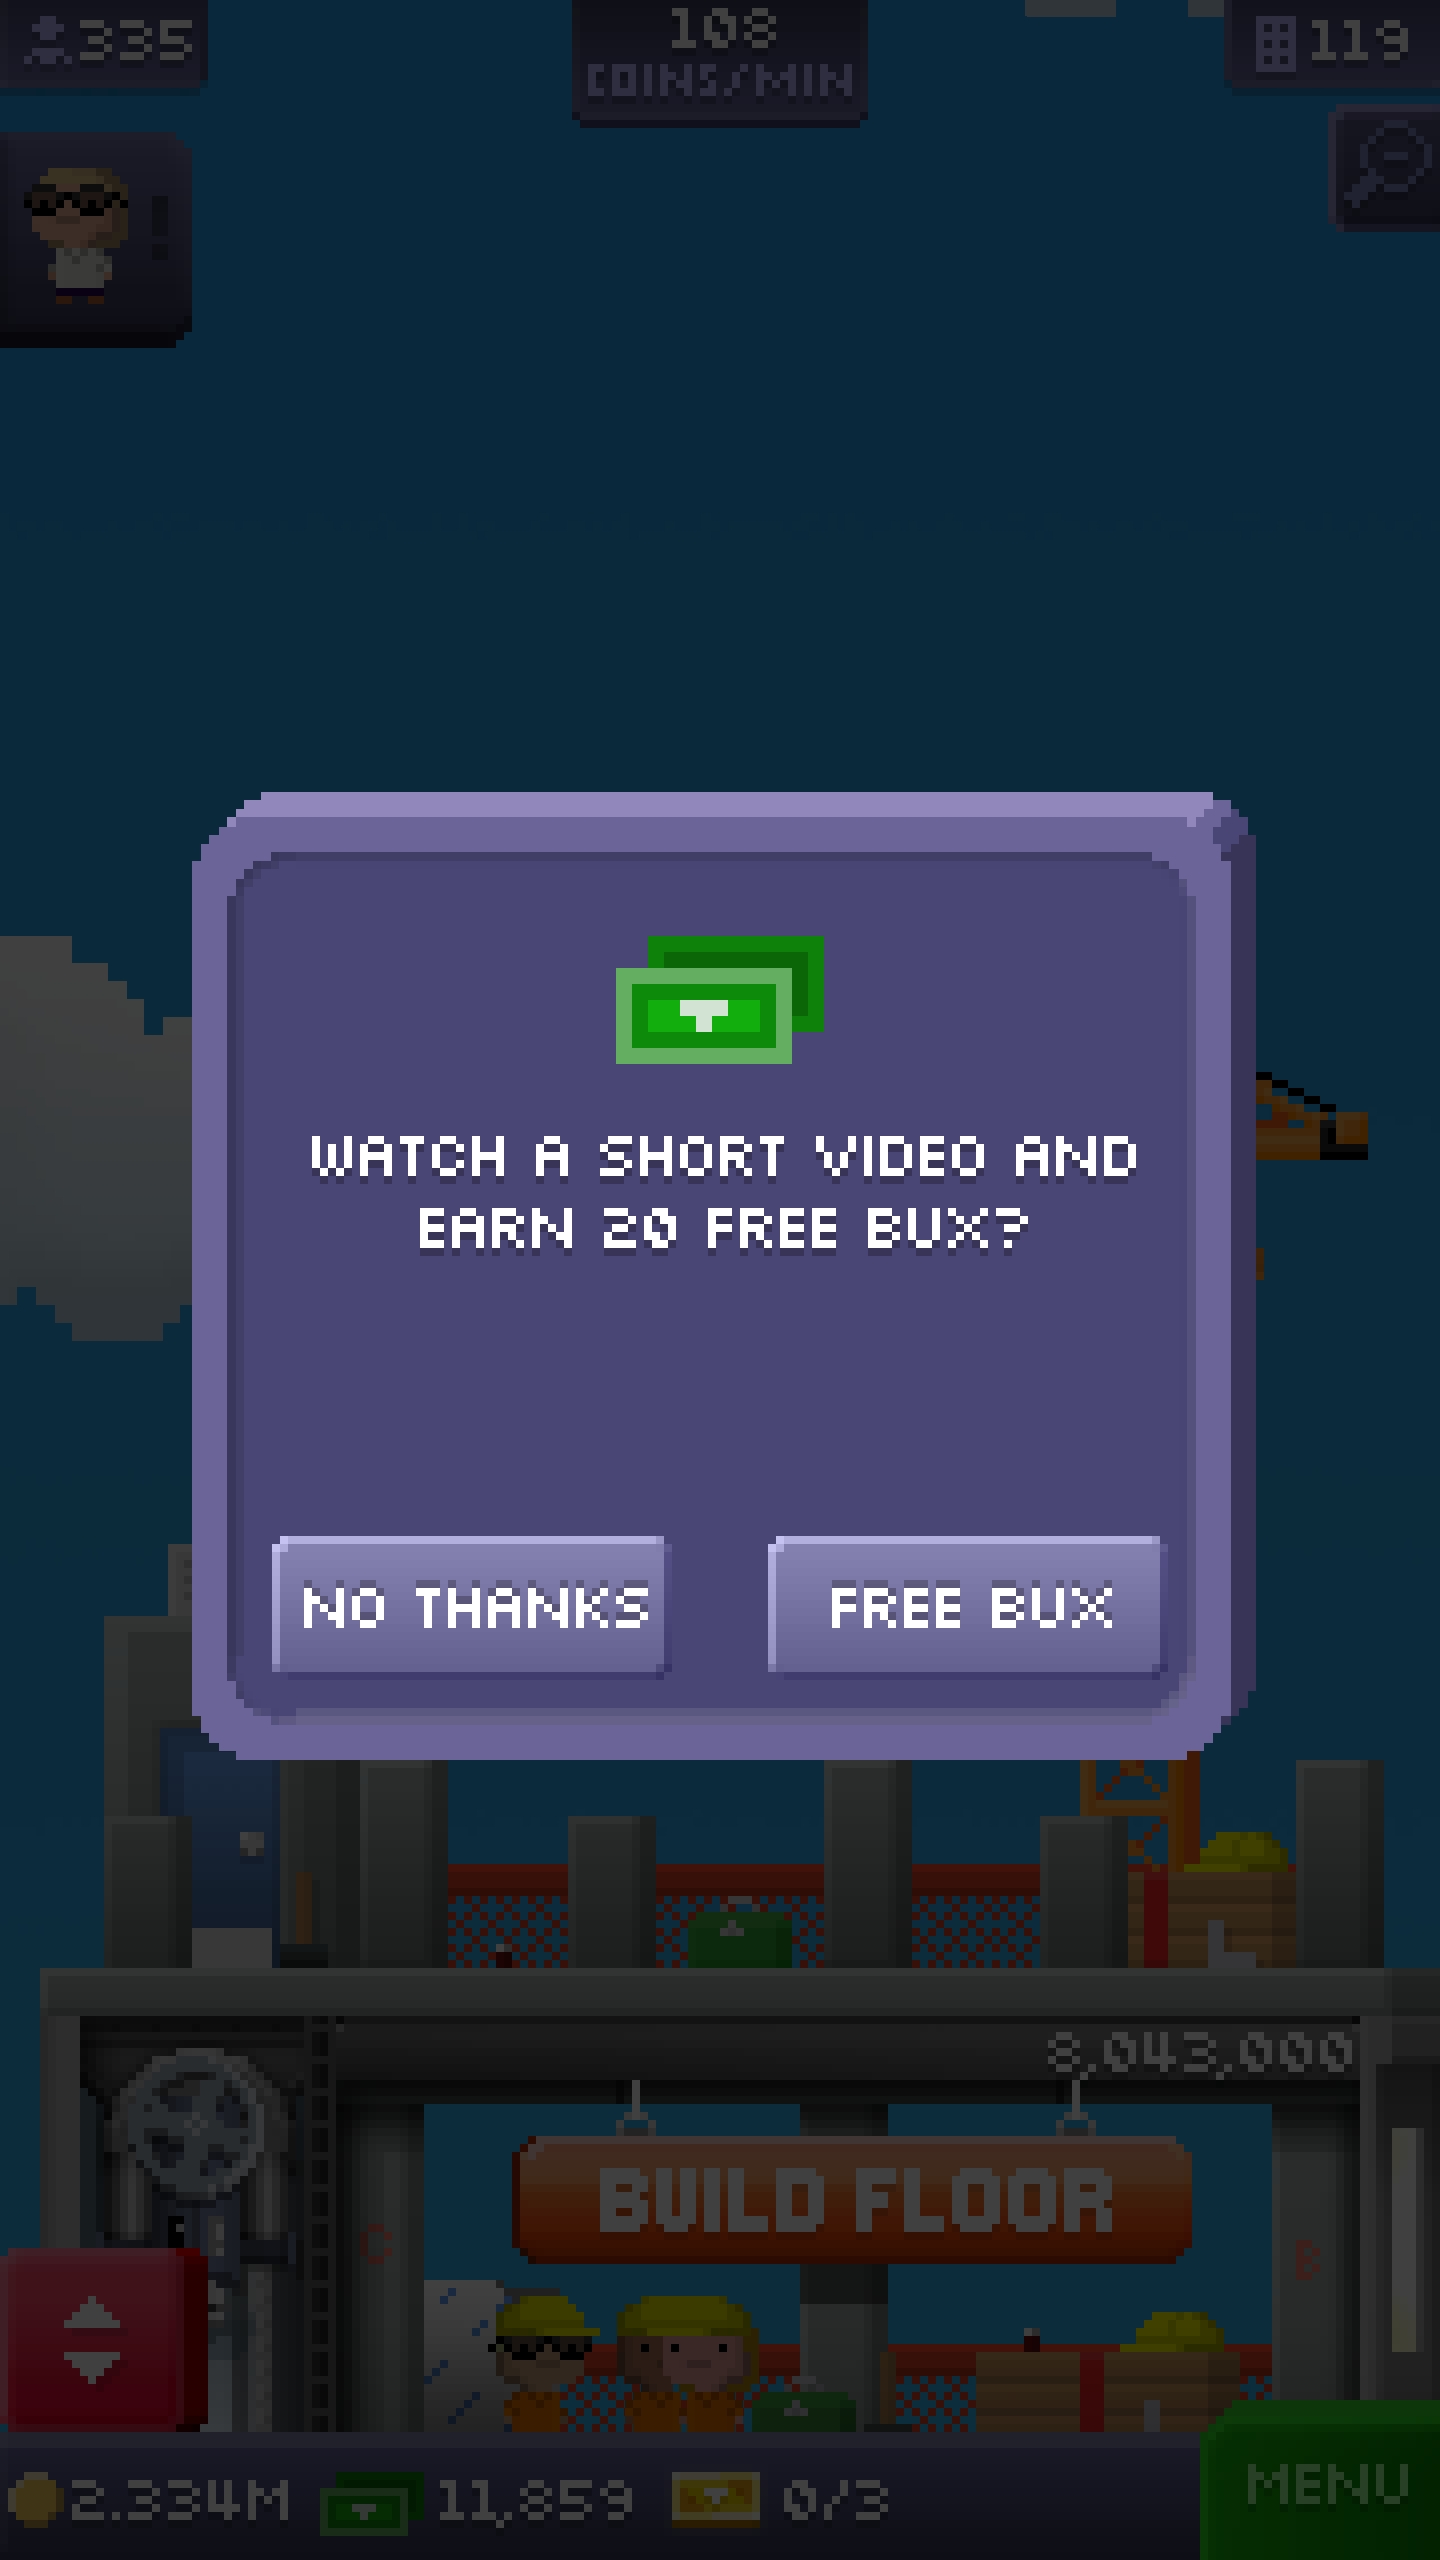 335
108
COINS/MIN
119
!
WATCH A SHORT VIDEO AND
EARN 20 FREE BUX?
NO THANKS
FREE BUX
8,043,000
BUILD FLOOR
C
B
2.334M
11,859
0/3
MENU